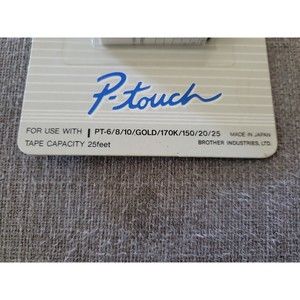 P-touch
FOR USE WITH PT-6/8/10/GOLD/170K/150/20/25 MADE IN JAPAN
TAPE CAPACITY 25feet BROTHER INDUSTRIES, LTD.